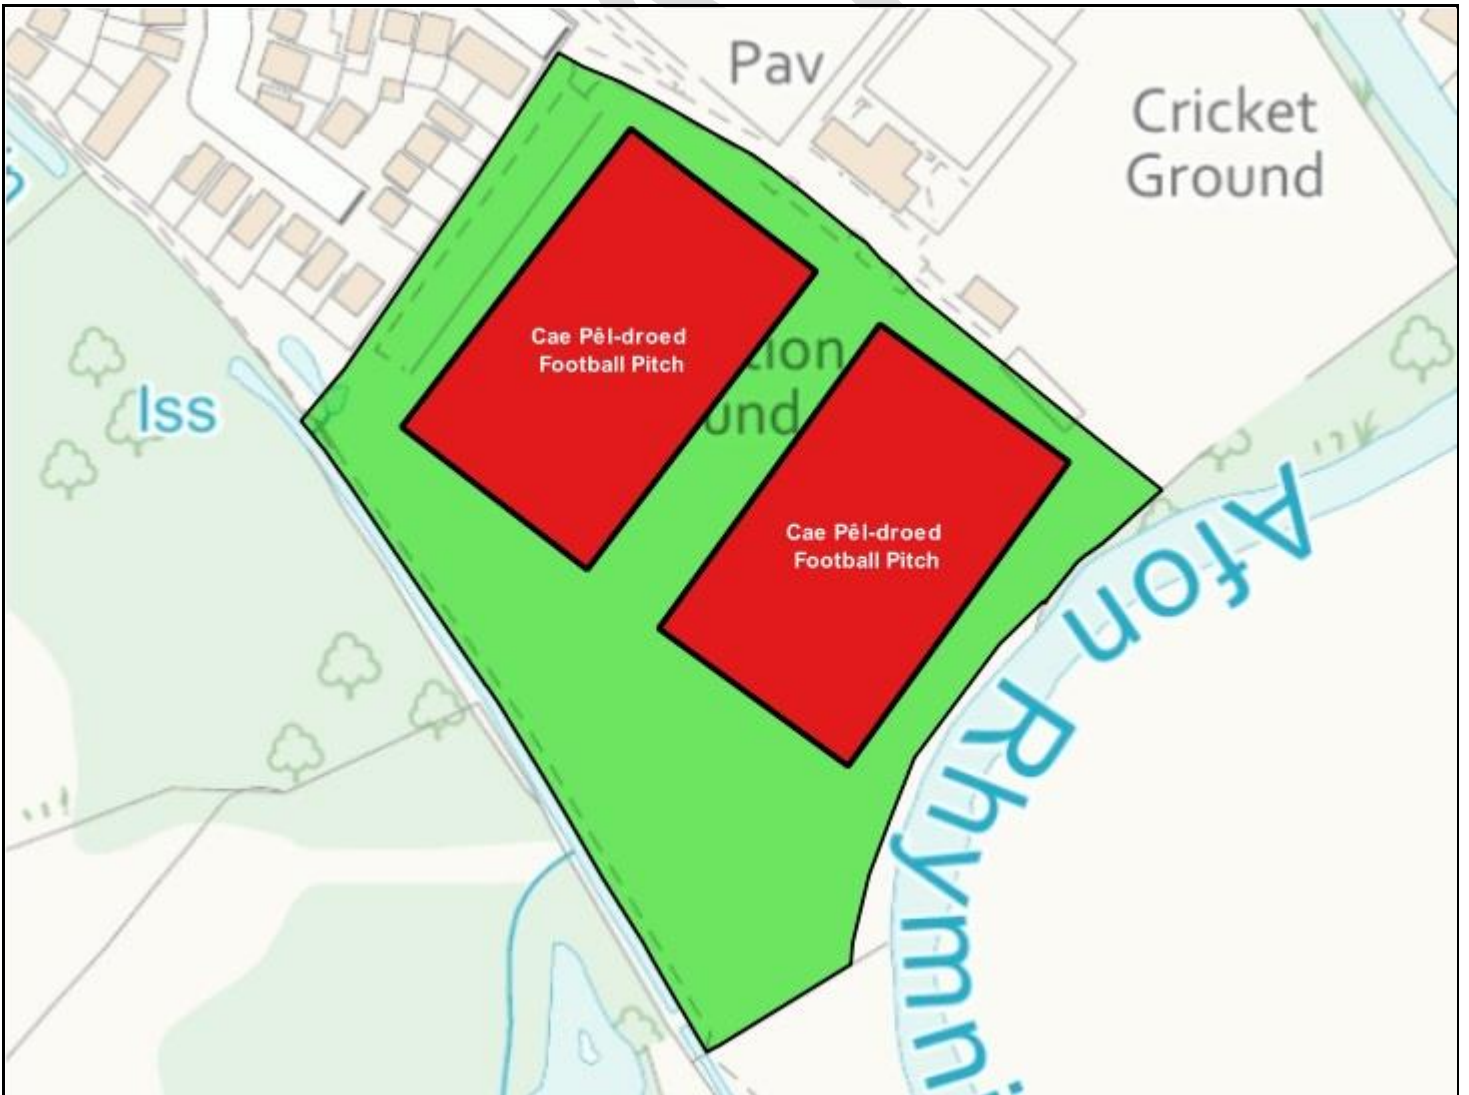 Pav
Cricket
Ground
Cae Pêl-droed
Football Pitch
Iss
Cae Pêl-droed
Football Pitch
Afon Rhymni